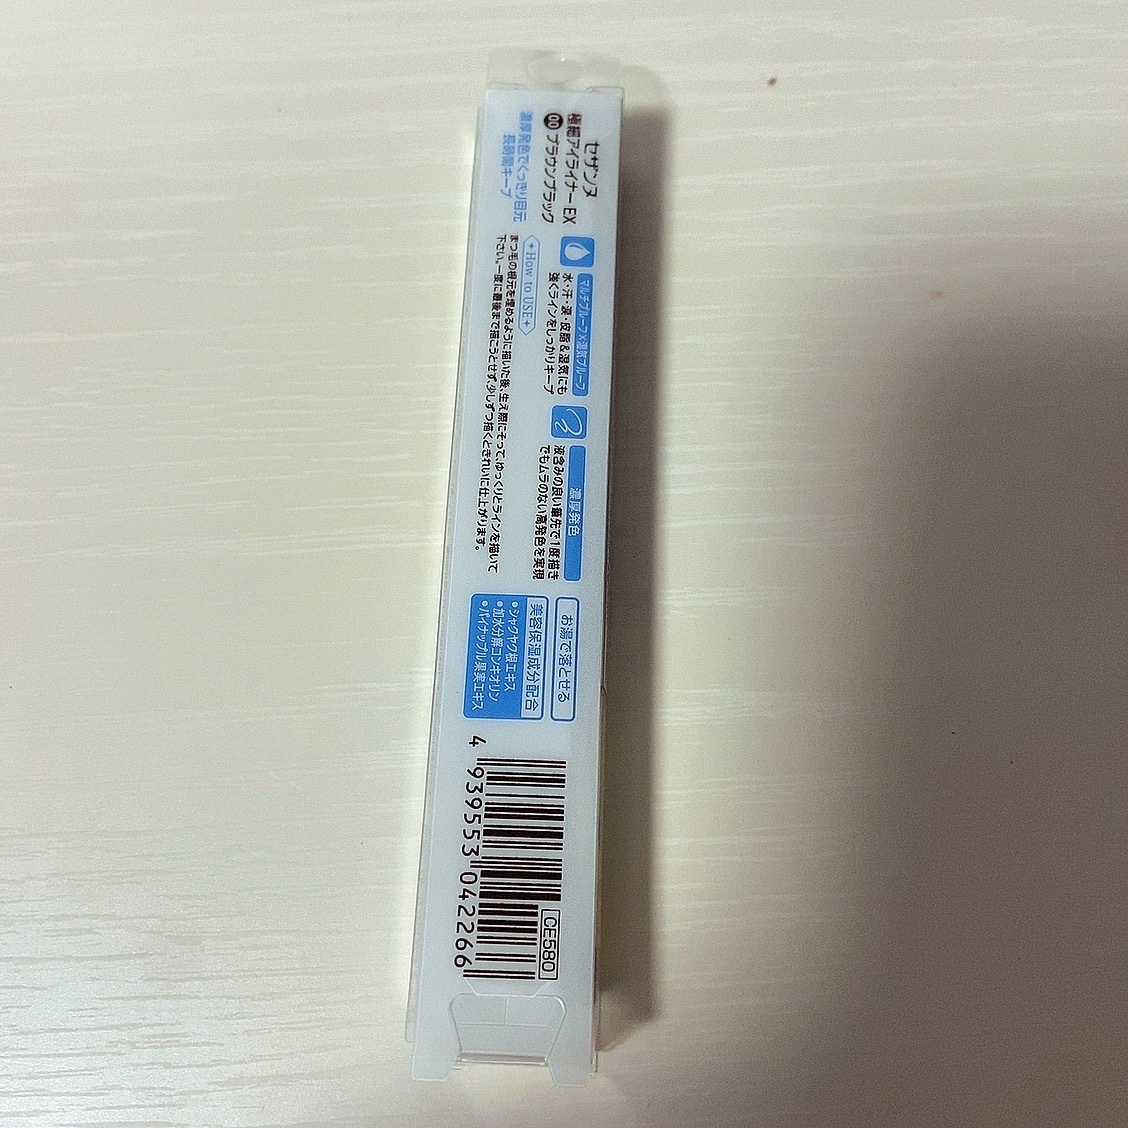 セザンヌ
極細アイライナーEX
00 ブラウンブラック
濃厚発色でくっきり目元
長時間キープ
マルチプルーフ×湿気プルーフ
水・汗・涙・皮脂&湿気にも
強くラインをしっかりキープ
濃厚発色
液含みの良い筆先で1度描き
でもムラのない高発色を実現
How to USE
まつ毛の根元を埋めるように描いた後、生え際にそって、ゆっくりとラインを描いて
下さい。一度に最後まで描こうとせず、少しずつ描くときれいに仕上がります。
お湯で落とせる
美容保湿成分配合
•シャクヤク根エキス
•加水分解コンキオリン
•パイナップル果実エキス
CE580
4 939553 042266